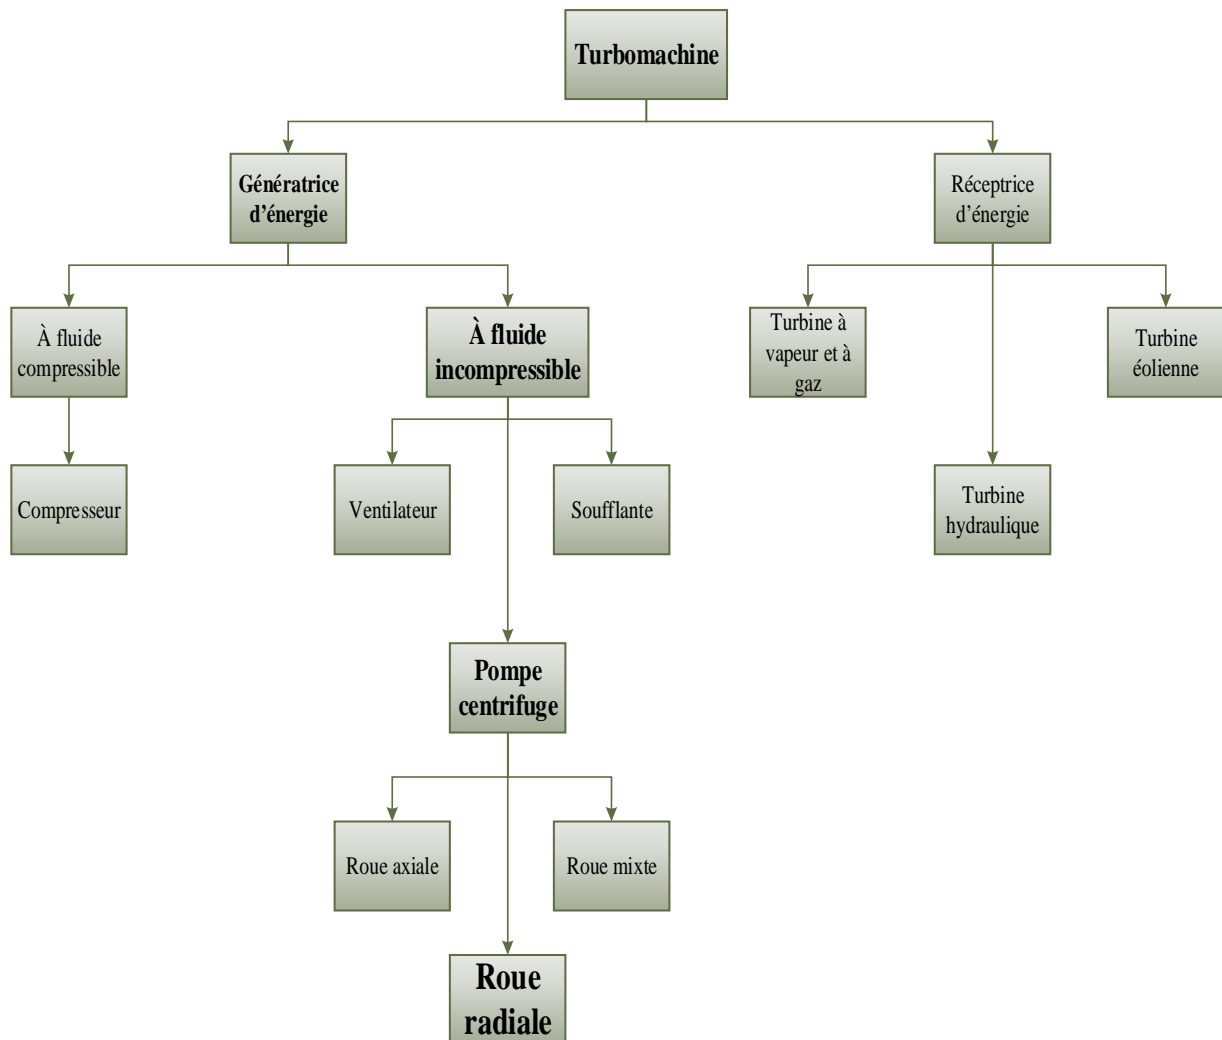 Turbomachine
Génératrice
d’énergie
Réceptrice
d’énergie
À fluide
compressible
À fluide
incompressible
Turbine à
vapeur et à
gaz
Turbine
éolienne
Compresseur
Ventilateur
Soufflante
Turbine
hydraulique
Pompe
centrifuge
Roue axiale
Roue mixte
Roue
radiale